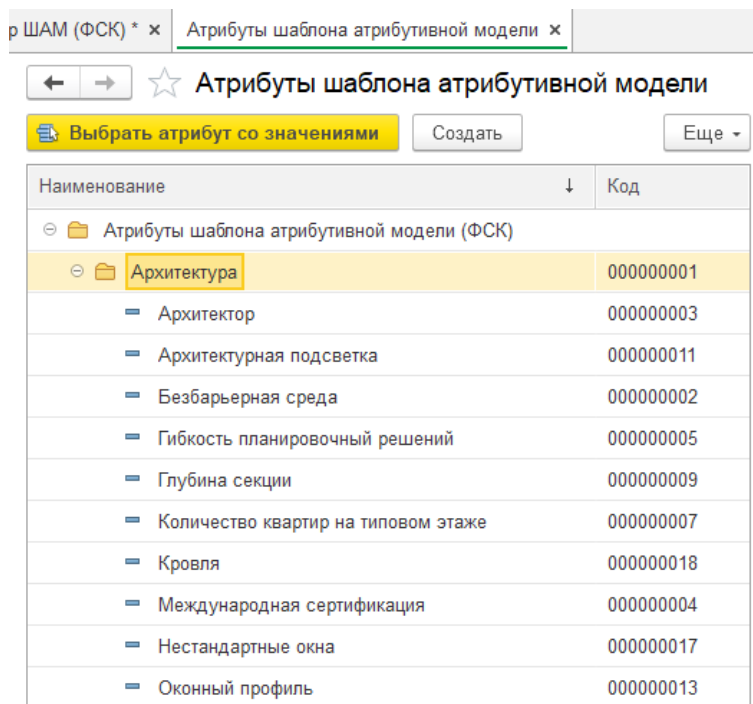 р ШАМ (ФСК) * × Атрибуты шаблона атрибутивной модели ×
Атрибуты шаблона атрибутивной модели
Выбрать атрибут со значениями Создать Еще
Наименование ↓ Код
Атрибуты шаблона атрибутивной модели (ФСК)
Архитектура 000000001
Архитектор 000000003
Архитектурная подсветка 000000011
Безбарьерная среда 000000002
Гибкость планировочный решений 000000005
Глубина секции 000000009
Количество квартир на типовом этаже 000000007
Кровля 000000018
Международная сертификация 000000004
Нестандартные окна 000000017
Оконный профиль 000000013